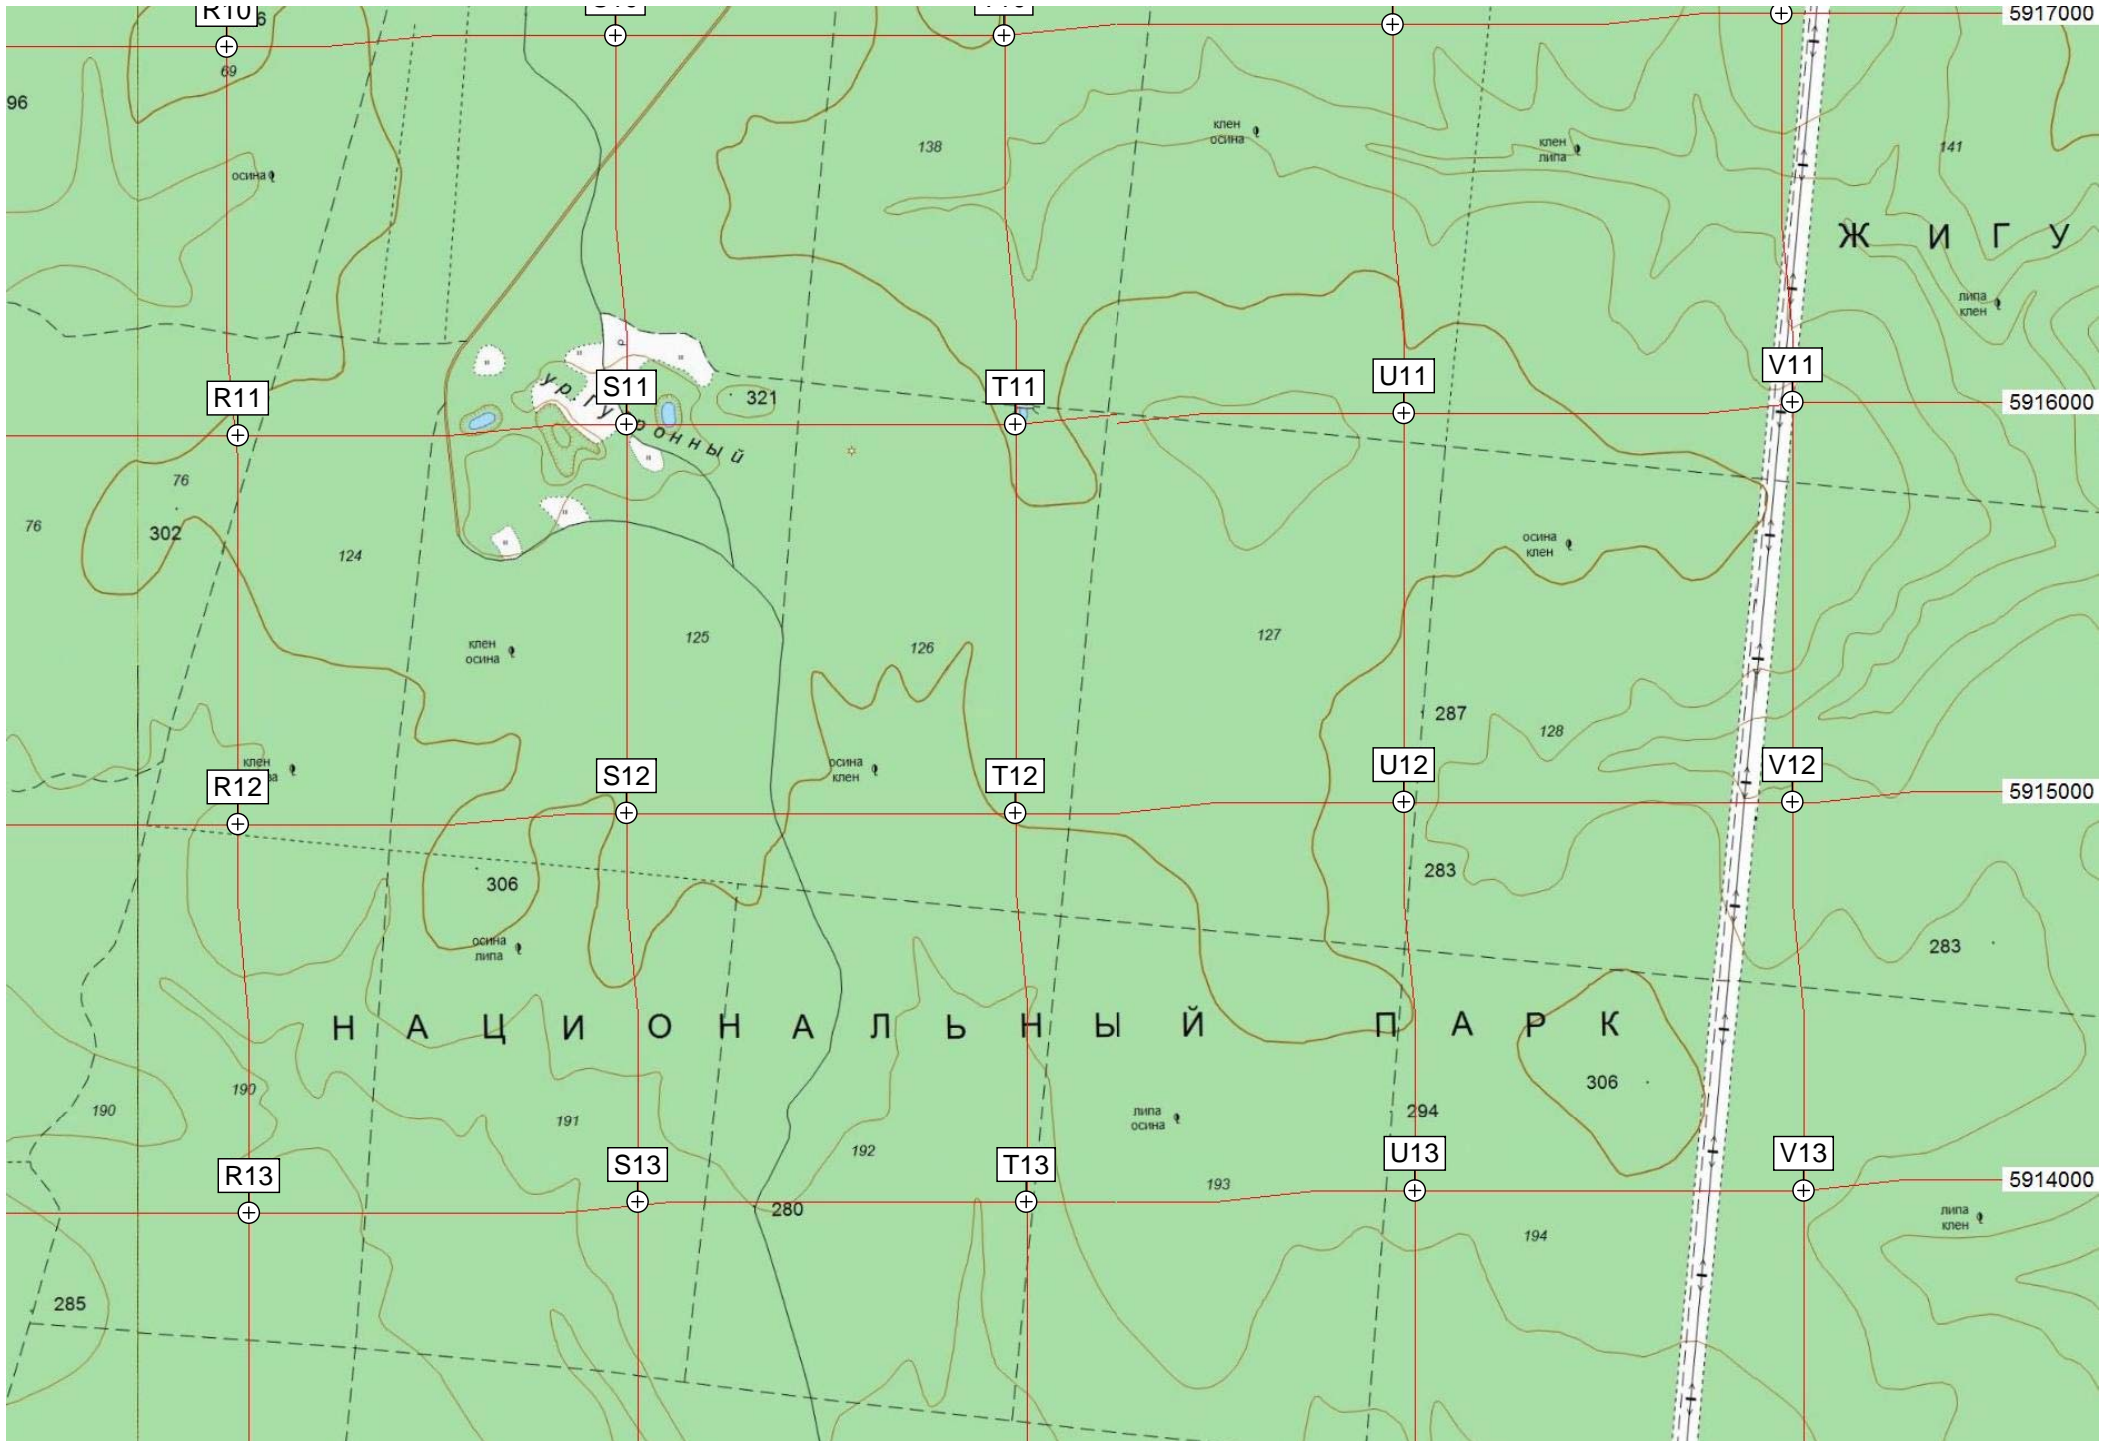 R10
5917000
69
96
138
клен
осина
клен
липа
141
осина
Ж И Г У
липа
клен
R11
S11
321
T11
U11
V11
5916000
ур. Гудронный
76
302
76
124
осина
клен
клен
осина
125
126
127
287
128
клен
осина
клен
R12
S12
T12
U12
V12
5915000
306
283
осина
липа
283
НАЦИОНАЛЬНЫЙ ПАРК
306
190
190
191
липа
осина
294
192
R13
S13
T13
193
U13
V13
5914000
280
липа
клен
194
285